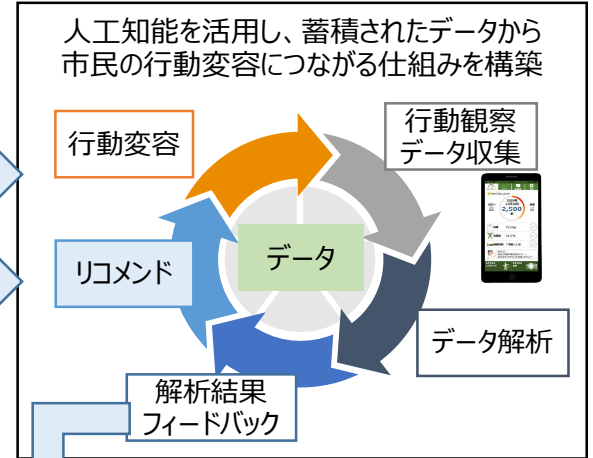 人工知能を活用し、蓄積されたデータから
市民の行動変容につながる仕組みを構築
行動変容
行動観察
データ収集
2,500
リコメンド
データ
データ解析
解析結果
フィードバック